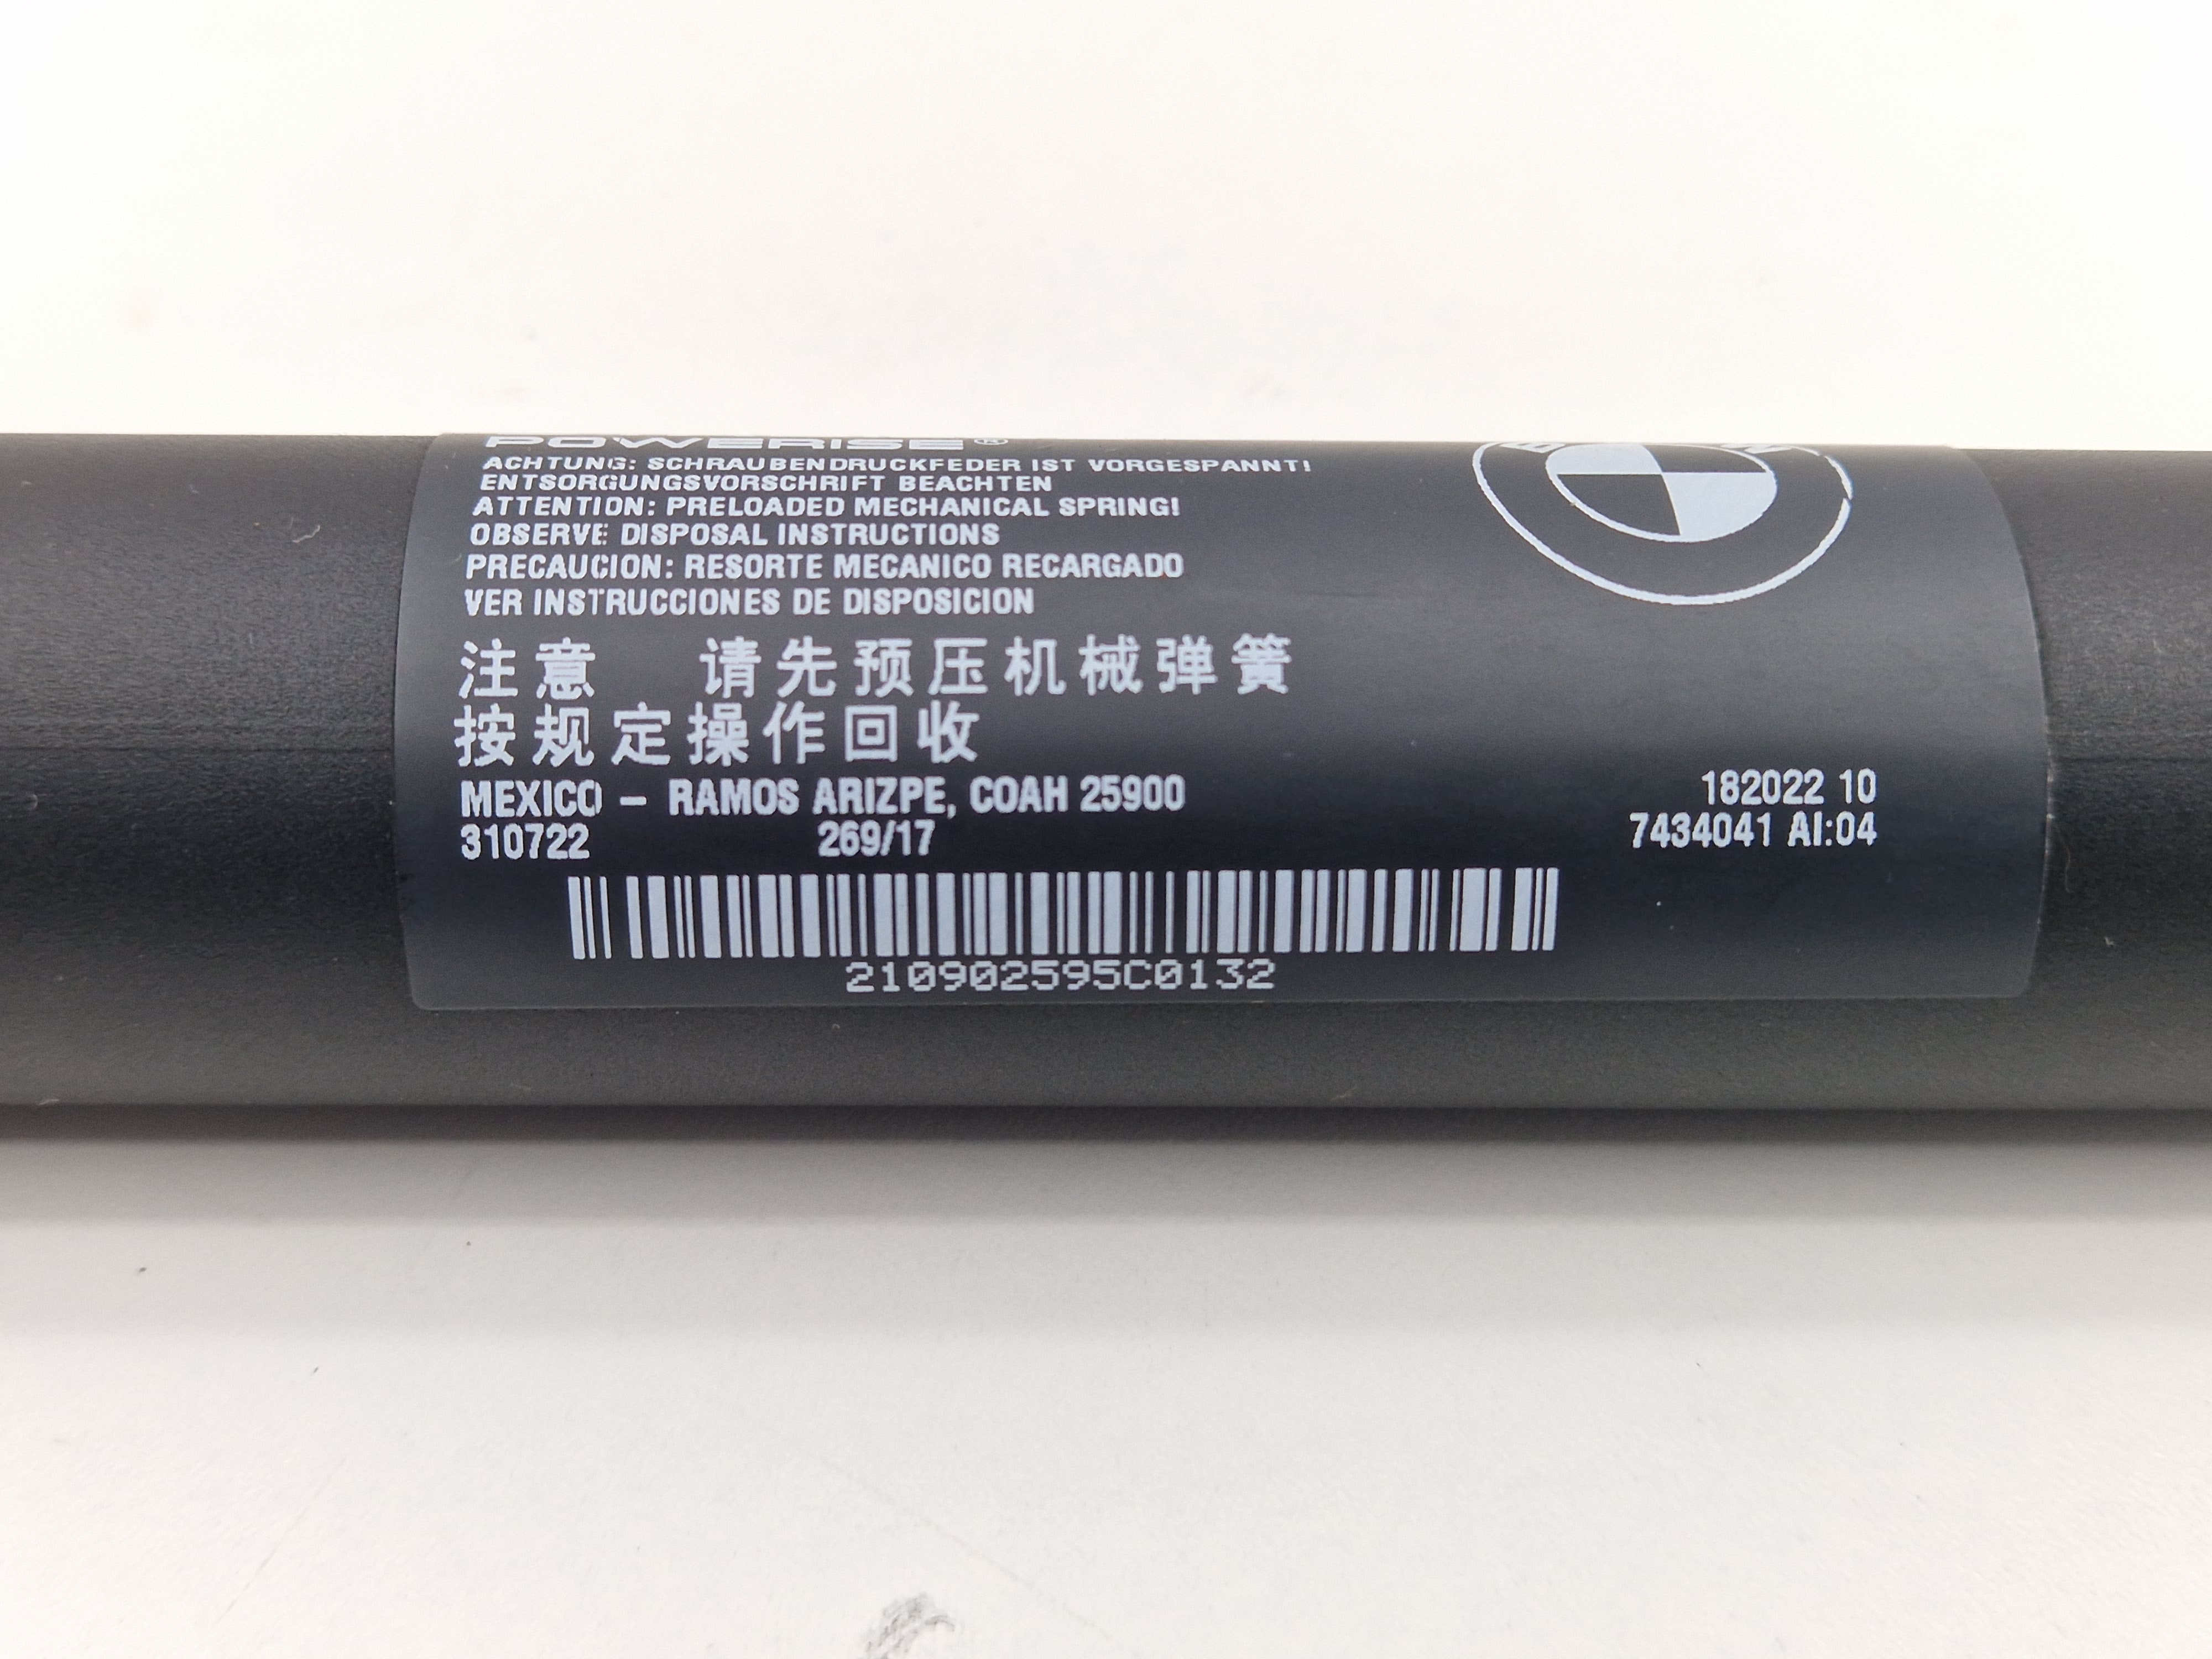 POWERISE®
ACHTUNG: SCHRAUBENDRUCKFEDER IST VORGESPANNT!
ENTSORGUNGSVORSCHRIFT BEACHTEN
ATTENTION: PRELOADED MECHANICAL SPRING!
OBSERVE DISPOSAL INSTRUCTIONS
PRECAUCION: RESORTE MECANICO RECARGADO
VER INSTRUCCIONES DE DISPOSICION
注意 请先预压机械弹簧
按规定操作回收
MEXICO – RAMOS ARIZPE, COAH 25900
310722 269/17
182022 10
7434041 AI:04
210902595C0132